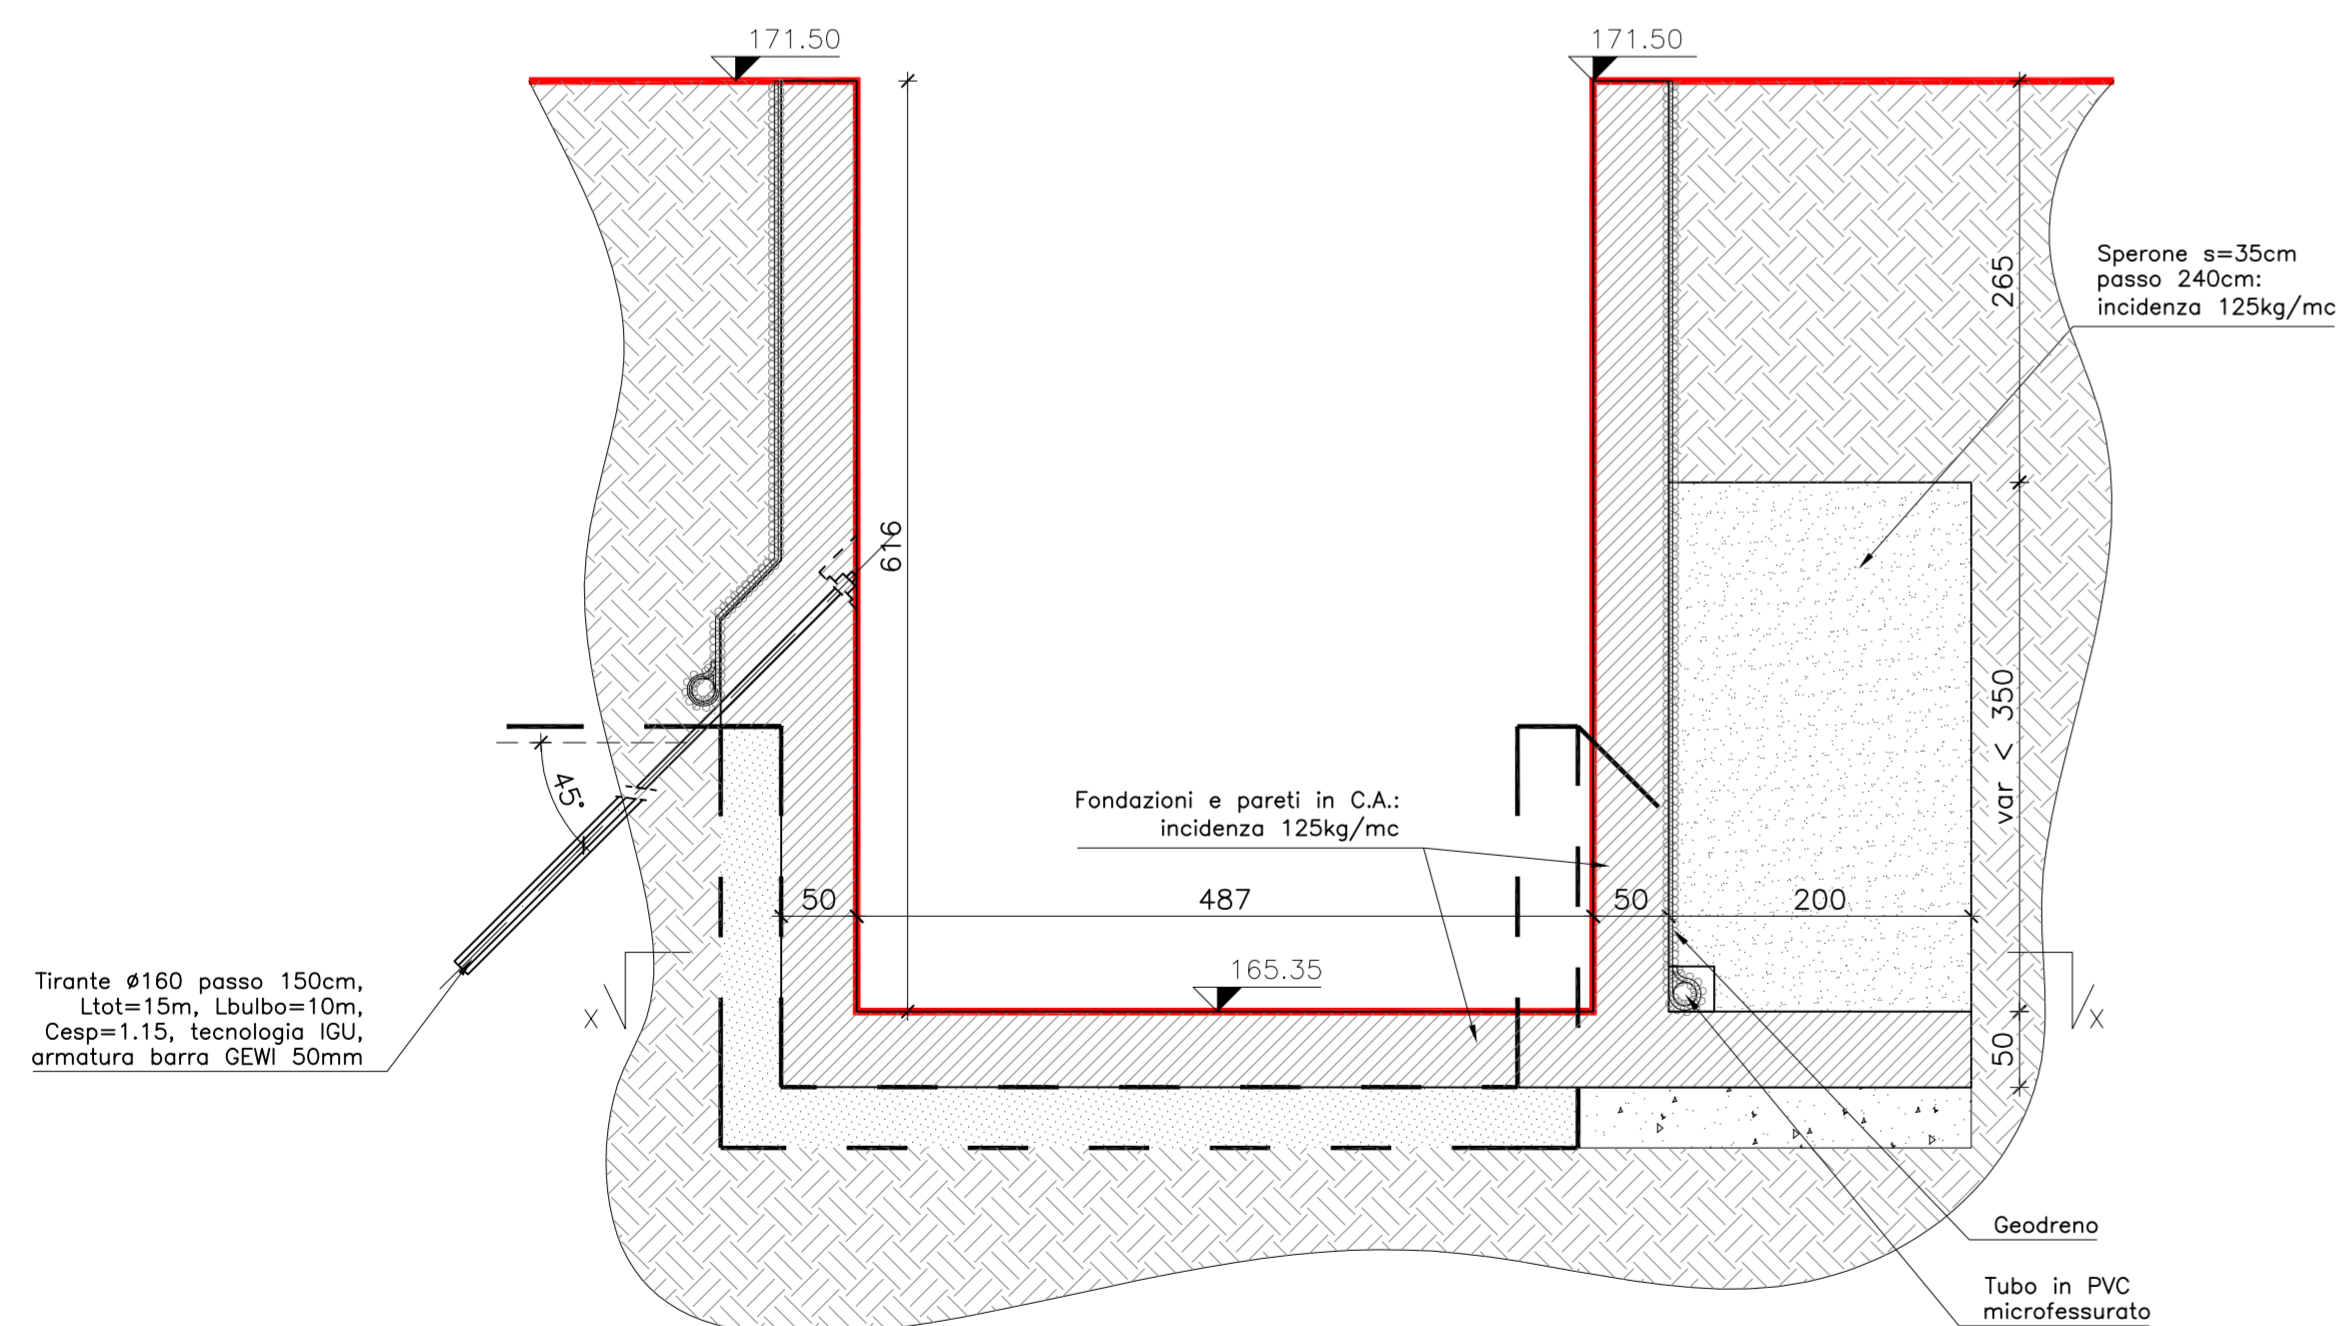 171.50
171.50
Sperone s=35cm
passo 240cm:
incidenza 125kg/mc
265
616
var < 350
45°
Fondazioni e pareti in C.A.:
incidenza 125kg/mc
50
487
50
200
165.35
Tirante ø160 passo 150cm,
Ltot=15m, Lbulbo=10m,
Cesp=1.15, tecnologia IGU,
armatura barra GEWI 50mm
X
X
50
Geodreno
Tubo in PVC
microfessurato